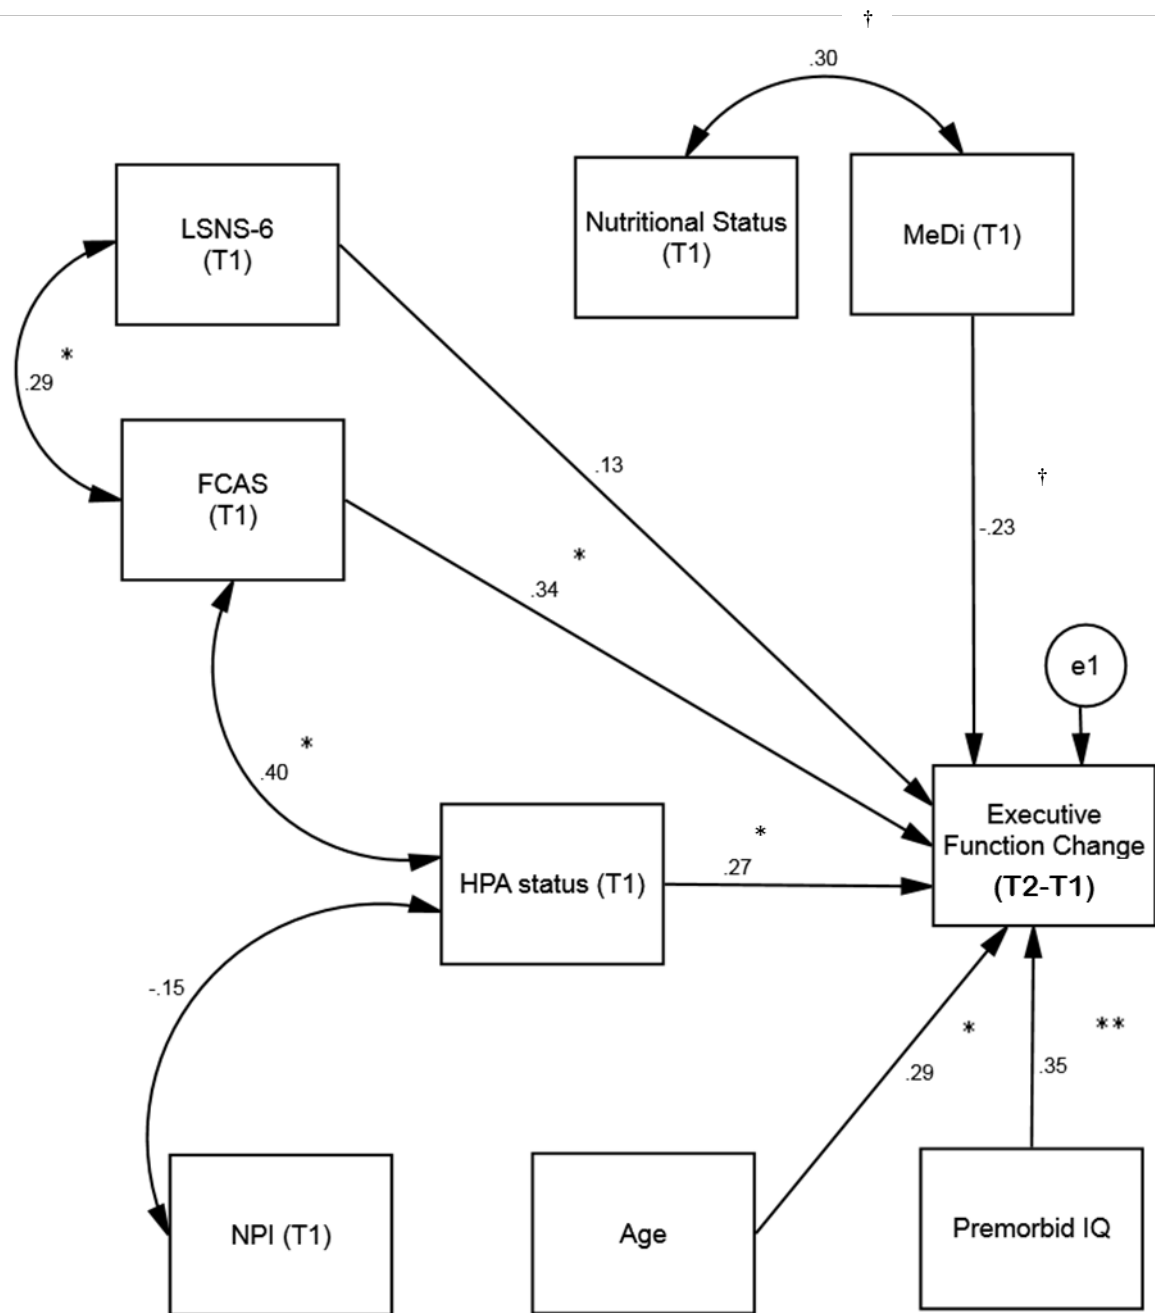 †
.30
LSNS-6
(T1)
Nutritional Status
(T1)
MeDi (T1)
*
.29
FCAS
(T1)
.13
†
-.23
*
.34
e1
*
.40
Executive
Function Change
(T2-T1)
*
.27
HPA status (T1)
-.15
*
.29
**
.35
NPI (T1)
Age
Premorbid IQ